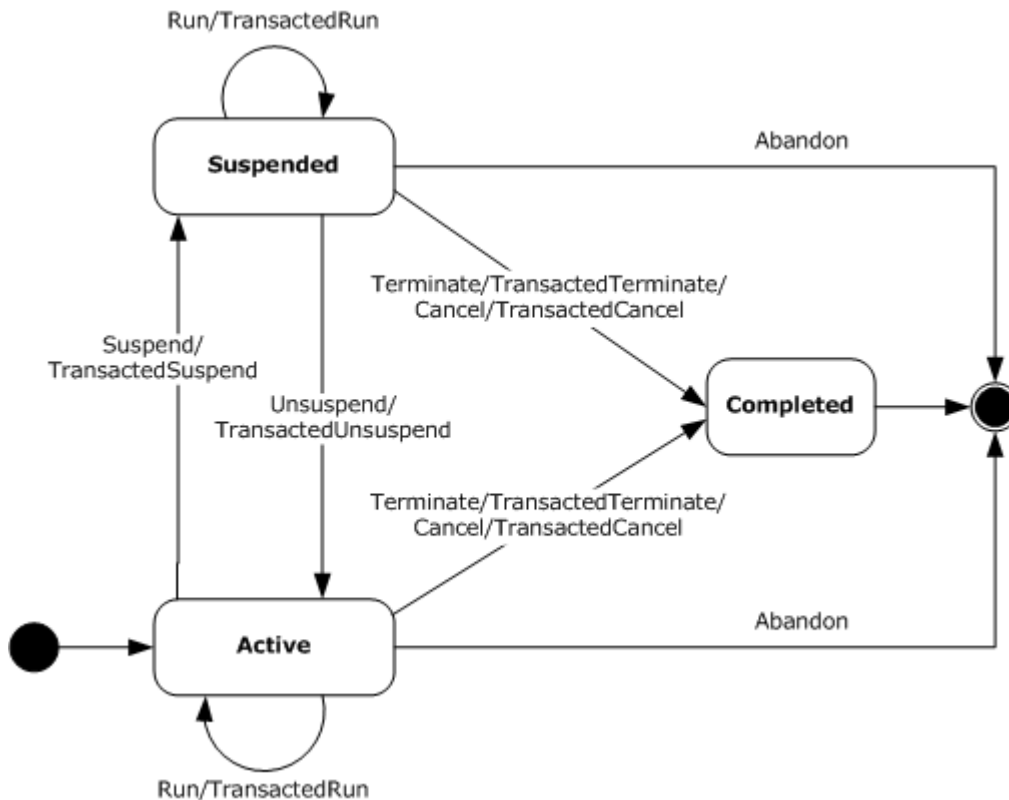 Run/TransactedRun
Suspended
Abandon
Terminate/TransactedTerminate/
Cancel/TransactedCancel
Suspend/
TransactedSuspend
Unsuspend/
TransactedUnsuspend
Completed
Terminate/TransactedTerminate/
Cancel/TransactedCancel
Active
Abandon
Run/TransactedRun